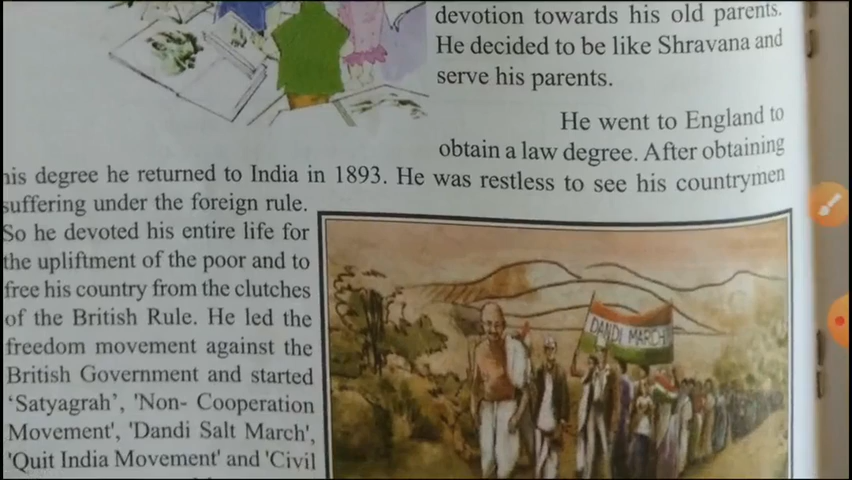 devotion towards his old parents.
He decided to be like Shravana and
serve his parents.
He went to England to
obtain a law degree. After obtaining
his degree he returned to India in 1893. He was restless to see his countrymen
suffering under the foreign rule.
So he devoted his entire life for
the upliftment of the poor and to
free his country from the clutches
of the British Rule. He led the
freedom movement against the
British Government and started
‘Satyagrah’, 'Non- Cooperation
Movement', 'Dandi Salt March',
'Quit India Movement' and 'Civil
DANDI MARCH